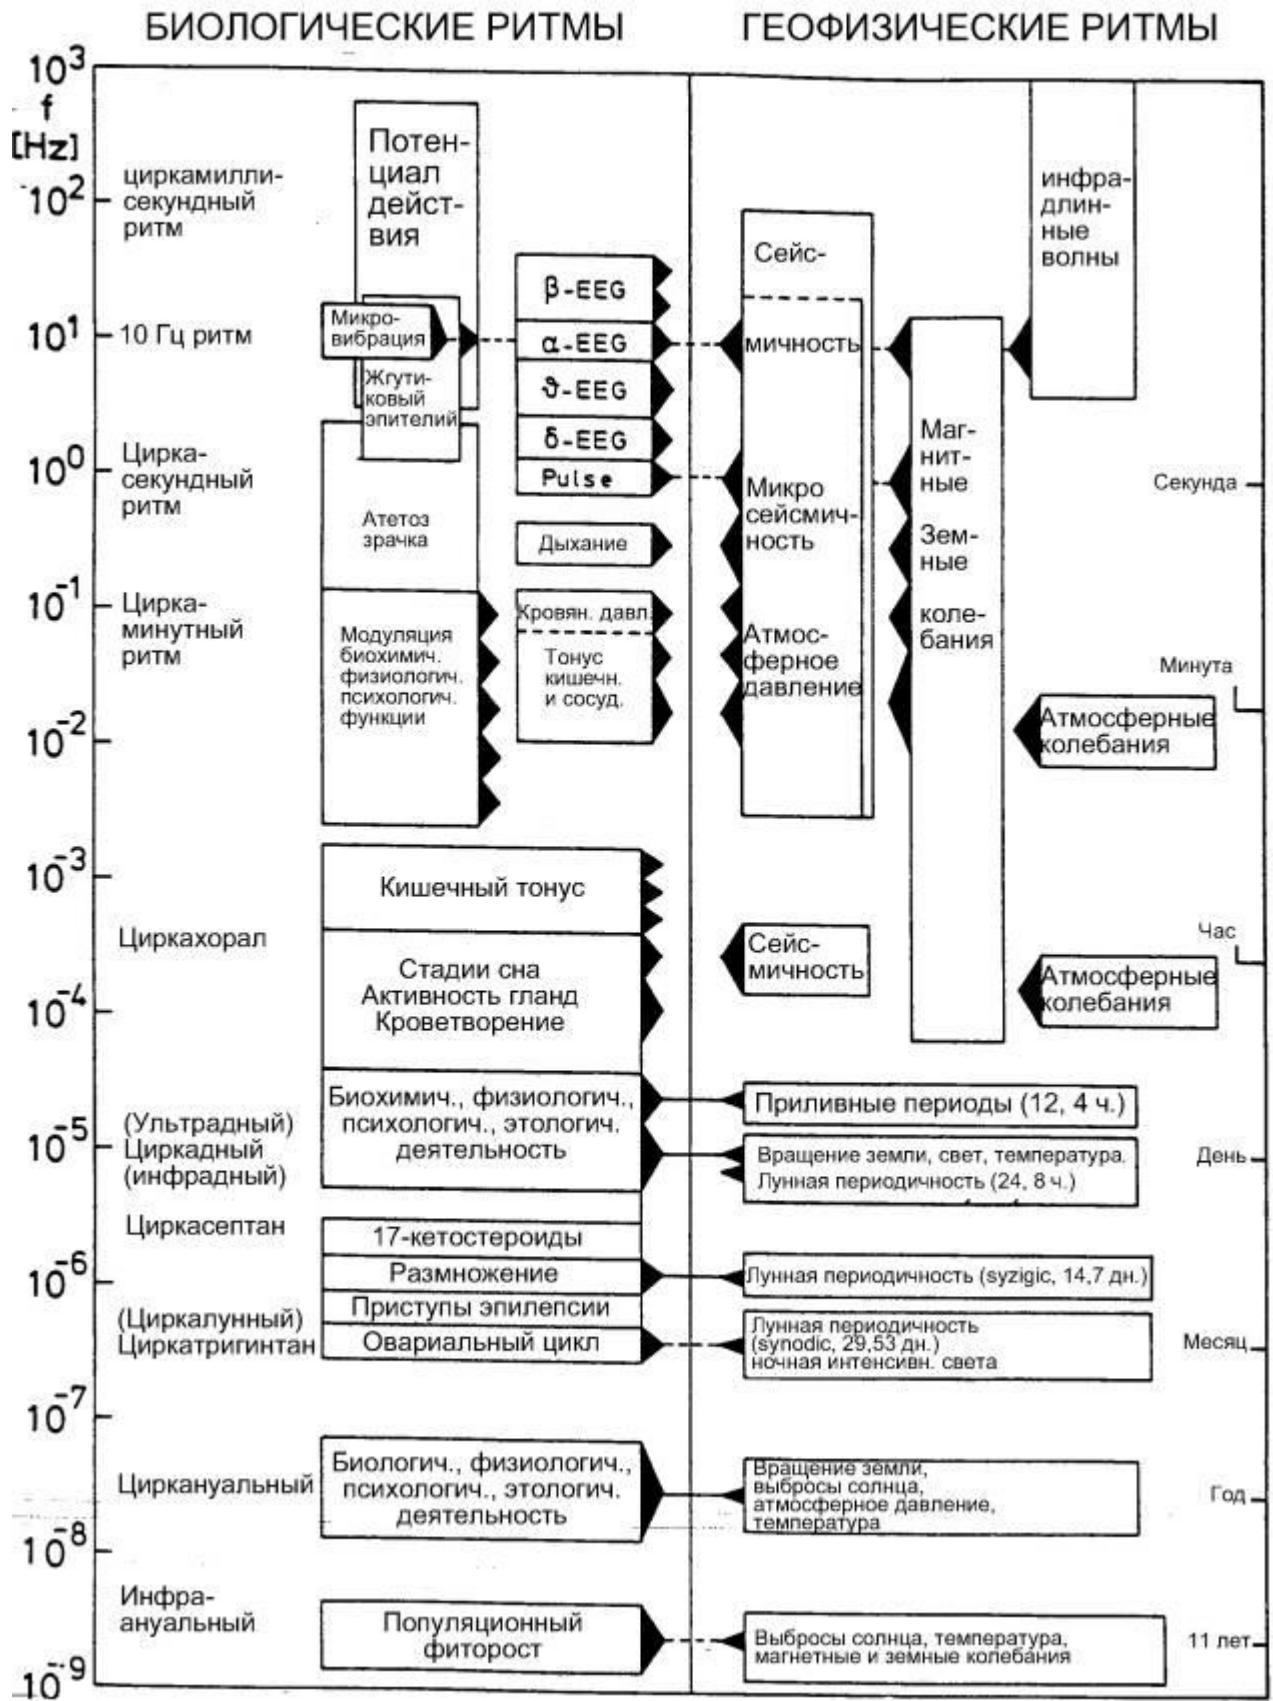 БИОЛОГИЧЕСКИЕ РИТМЫ
ГЕОФИЗИЧЕСКИЕ РИТМЫ
10³
f
[Hz]
10²
10¹
10⁰
10⁻¹
10⁻²
10⁻³
10⁻⁴
10⁻⁵
10⁻⁶
10⁻⁷
10⁻⁸
10⁻⁹
циркамилли-
секундный
ритм
10 Гц ритм
Цирка-
секундный
ритм
Цирка-
минутный
ритм
Циркахорал
(Ультрадный)
Циркадный
(инфрадный)
Циркасептан
(Циркалунный)
Циркатригинтан
Циркануальный
Инфра-
ануальный
Потен-
циал
дейст-
вия
Микро-
вибрация
Жгути-
ковый
эпителий
Атетоз
зрачка
Модуляция
биохимич.
физиологич.
психологич.
функции
β-EEG
α-EEG
ϑ-EEG
δ-EEG
Pulse
Дыхание
Кровян. давл.
Тонус
кишечн.
и сосуд.
Кишечный тонус
Стадии сна
Активность гланд
Кроветворение
Биохимич., физиологич.,
психологич., этологич.
деятельность
17-кетостероиды
Размножение
Приступы эпилепсии
Овариальный цикл
Биологич., физиологич.,
психологич., этологич.
деятельность
Популяционный
фиторост
Сейс-
мичность
Микро
сейсмич-
ность
Атмос-
ферное
давление
Маг-
нит-
ные
Зем-
ные
коле-
бания
инфра-
длин-
ные
волны
Атмосферные
колебания
Сейс-
мичность
Атмосферные
колебания
Приливные периоды (12, 4 ч.)
Вращение земли, свет, температура.
Лунная периодичность (24, 8 ч.)
Лунная периодичность (syzigic, 14,7 дн.)
Лунная периодичность
(synodic, 29,53 дн.)
ночная интенсивн. света
Вращение земли,
выбросы солнца,
атмосферное давление,
температура
Выбросы солнца, температура,
магнетные и земные колебания
Секунда
Минута
Час
День
Месяц
Год
11 лет